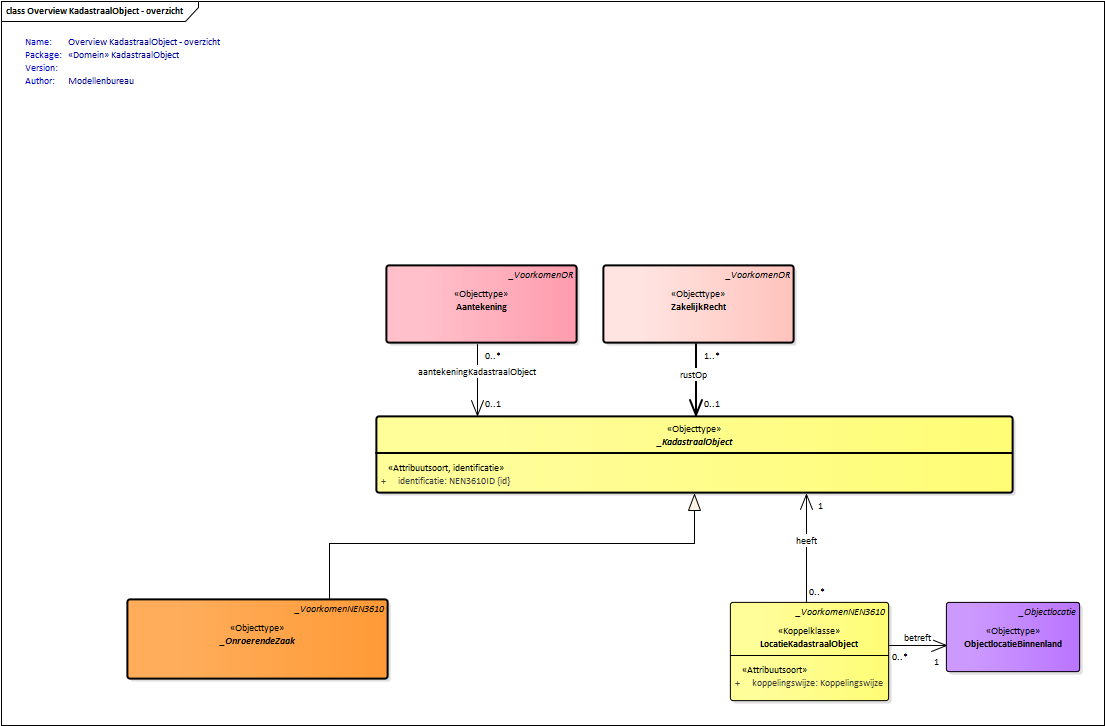 class Overview KadastraalObject - overzicht
Name: Overview KadastraalObject - overzicht
Package: «Domein» KadastraalObject
Version:
Author: Modellenbureau
_VoorkomenOR
«Objecttype»
Aantekening
_VoorkomenOR
«Objecttype»
ZakelijkRecht
0..*
aantekeningKadastraalObject
0..1
1..*
rustOp
0..1
«Objecttype»
_KadastraalObject
«Attribuutsoort, identificatie»
+ identificatie: NEN3610ID {id}
1
heeft
0..*
_VoorkomenNEN3610
«Objecttype»
_OnroerendeZaak
_VoorkomenNEN3610
«Koppelklasse»
LocatieKadastraalObject
«Attribuutsoort»
+ koppelingswijze: Koppelingswijze
betreft
0..*
1
_Objectlocatie
«Objecttype»
ObjectlocatieBinnenland